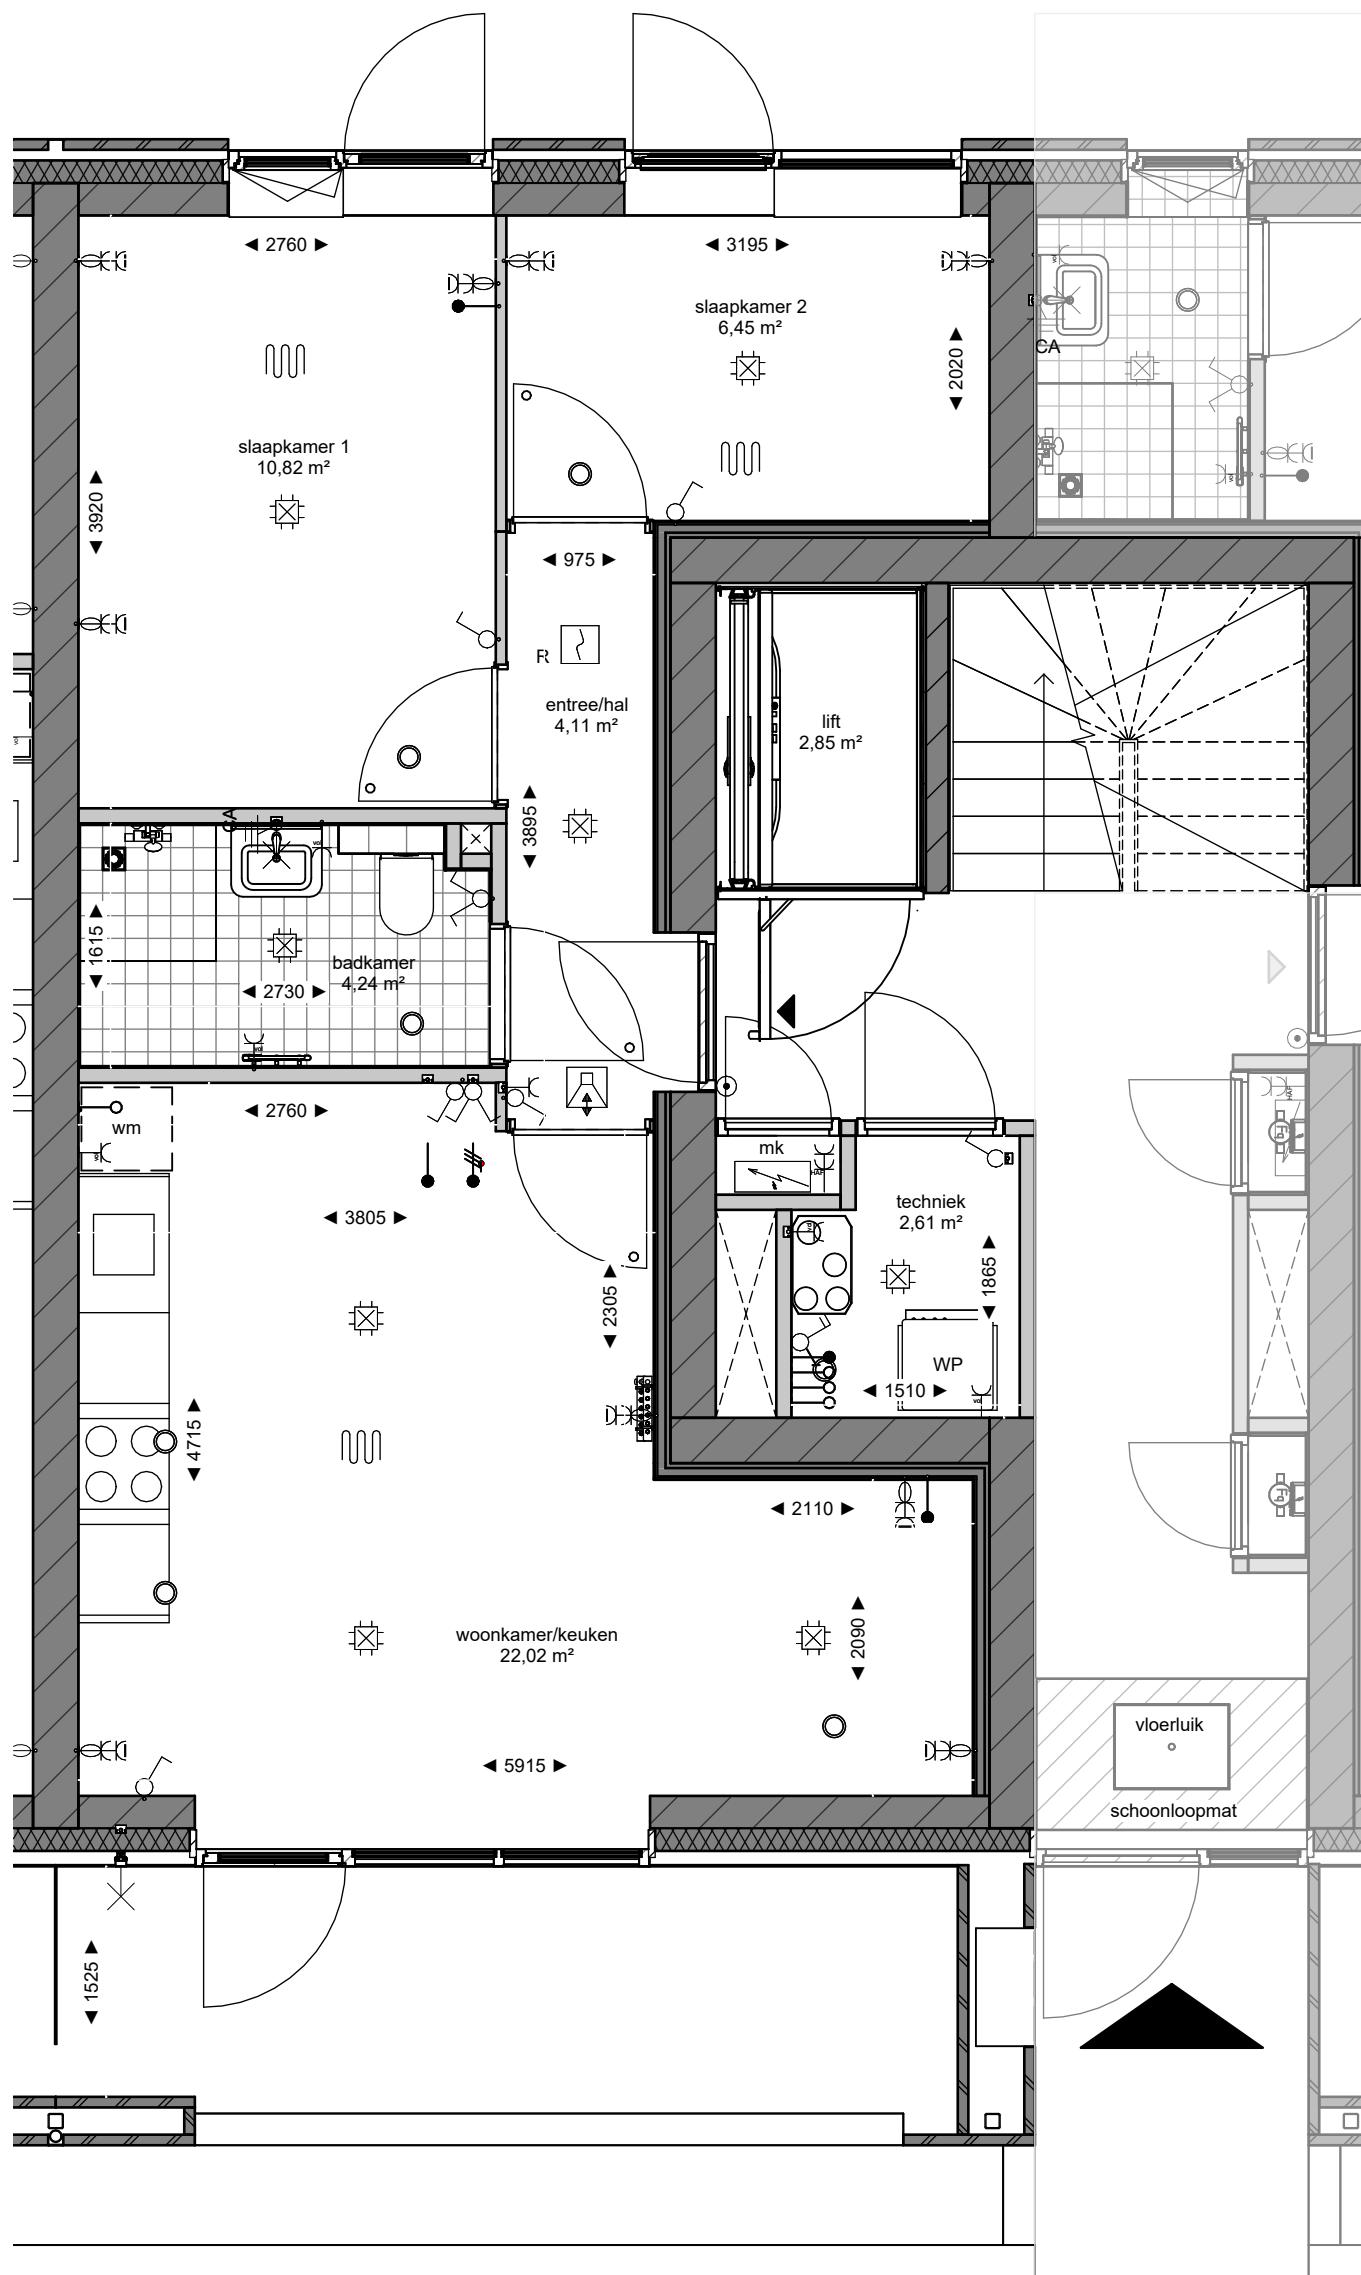 2760
3195
slaapkamer 2
6,45 m²
2020
CA
slaapkamer 1
10,82 m²
3920
975
R
entree/hal
4,11 m²
lift
2,85 m²
3895
CA
1615
badkamer
4,24 m²
2730
2760
wm
mk
3805
techniek
2,61 m²
1865
2305
WP
1510
4715
2110
2090
woonkamer/keuken
22,02 m²
5915
vloerluik
schoonloopmat
1525